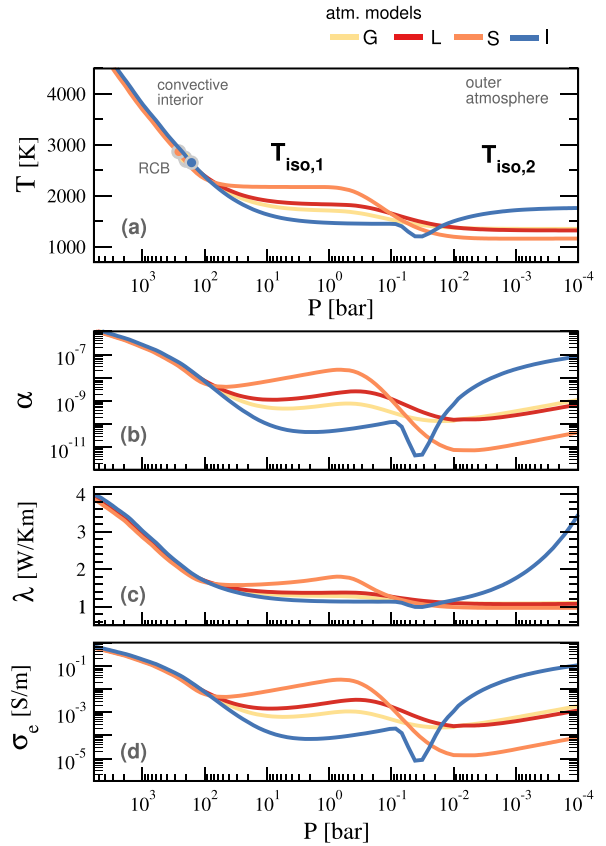 atm. models
G L S I
convective
interior
outer
atmosphere
RCB
T_iso,1
T_iso,2
T [K]
4000
3000
2000
1000
(a)
10^3 10^2 10^1 10^0 10^-1 10^-2 10^-3 10^-4
P [bar]
α
10^-7
10^-9
10^-11
(b)
λ [W/Km]
4
3
2
1
(c)
σ_e [S/m]
10^-1
10^-3
10^-5
(d)
10^3 10^2 10^1 10^0 10^-1 10^-2 10^-3 10^-4
P [bar]